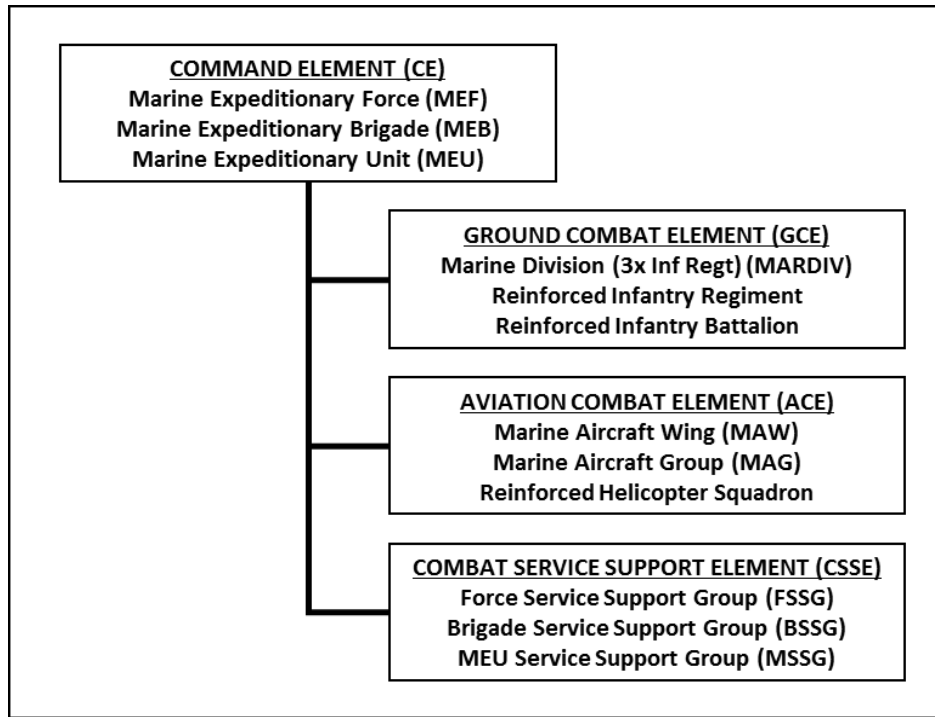 COMMAND ELEMENT (CE)
Marine Expeditionary Force (MEF)
Marine Expeditionary Brigade (MEB)
Marine Expeditionary Unit (MEU)
GROUND COMBAT ELEMENT (GCE)
Marine Division (3x Inf Regt) (MARDIV)
Reinforced Infantry Regiment
Reinforced Infantry Battalion
AVIATION COMBAT ELEMENT (ACE)
Marine Aircraft Wing (MAW)
Marine Aircraft Group (MAG)
Reinforced Helicopter Squadron
COMBAT SERVICE SUPPORT ELEMENT (CSSE)
Force Service Support Group (FSSG)
Brigade Service Support Group (BSSG)
MEU Service Support Group (MSSG)